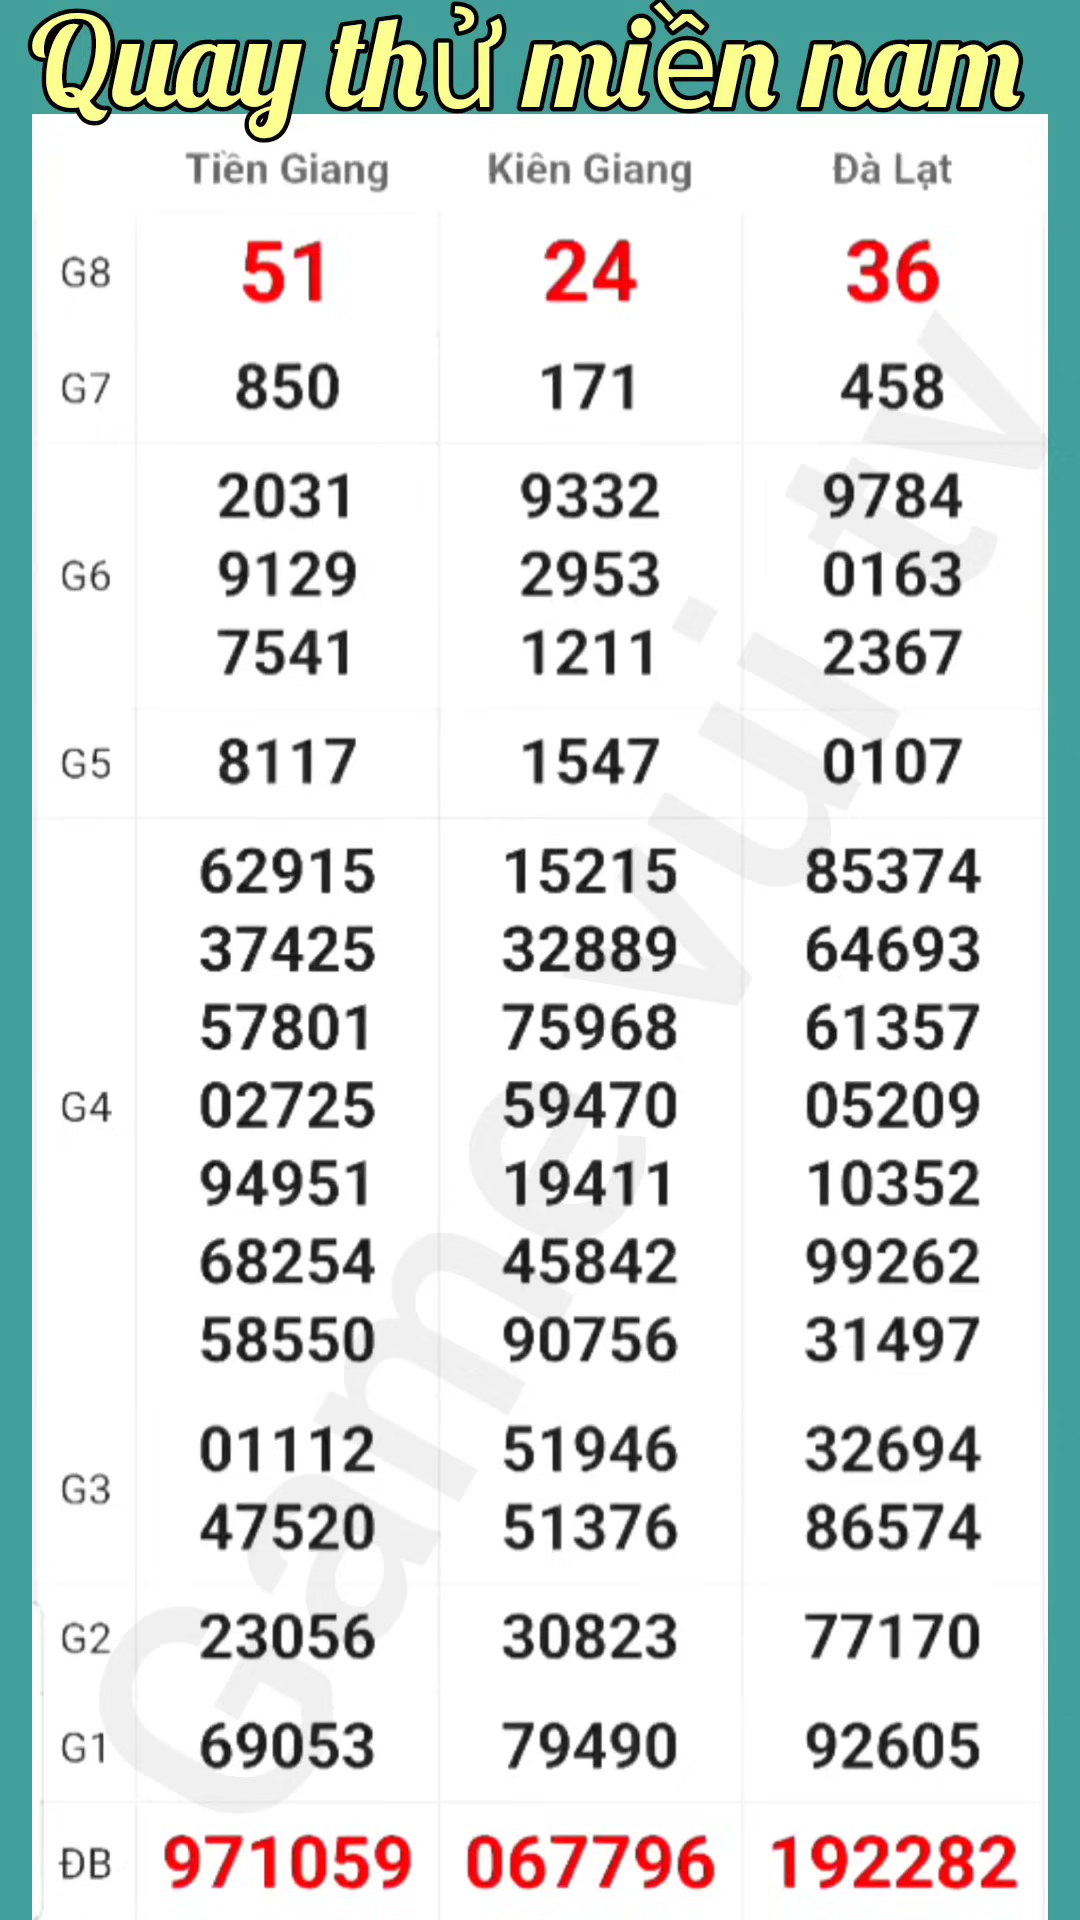 Quay thử miền nam
Tiền Giang Kiên Giang Đà Lạt
G8 51 24 36
G7 850 171 458
2031 9332 9784
G6 9129 2953 0163
7541 1211 2367
G5 8117 1547 0107
62915 15215 85374
37425 32889 64693
57801 75968 61357
G4 02725 59470 05209
94951 19411 10352
68254 45842 99262
58550 90756 31497
G3
01112 51946 32694
47520 51376 86574
G2 23056 30823 77170
G1 69053 79490 92605
ĐB 971059 067796 192282
Game vui tv